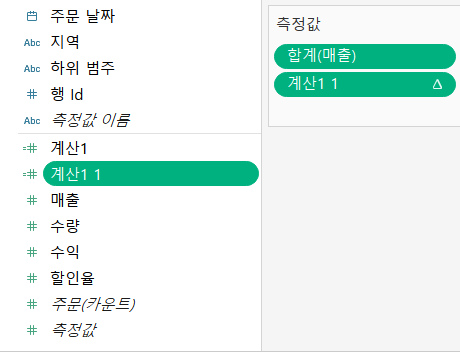 주문 날짜
Abc 지역
Abc 하위 범주
행 Id
Abc 측정값 이름
계산1
계산1 1
매출
수량
수익
할인율
주문(카운트)
측정값
측정값
합계(매출)
계산1 1 Δ